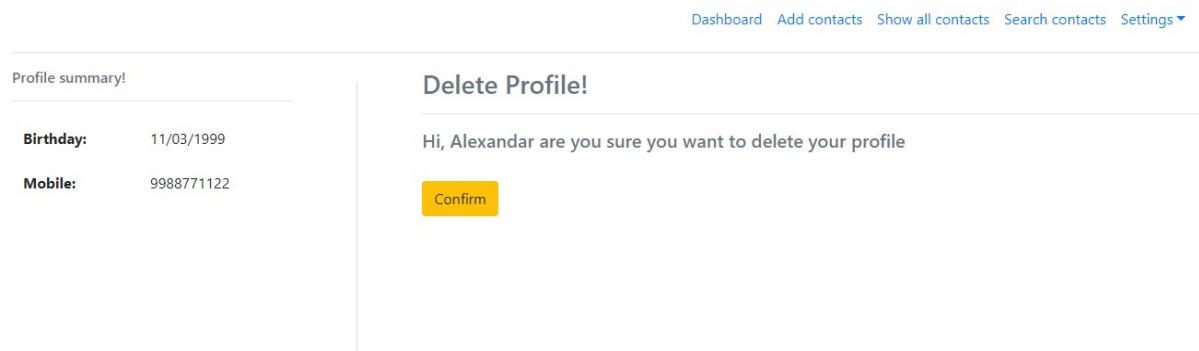 Dashboard Add contacts Show all contacts Search contacts Settings
Profile summary!
Birthday: 11/03/1999
Mobile: 9988771122
Delete Profile!
Hi, Alexandar are you sure you want to delete your profile
Confirm